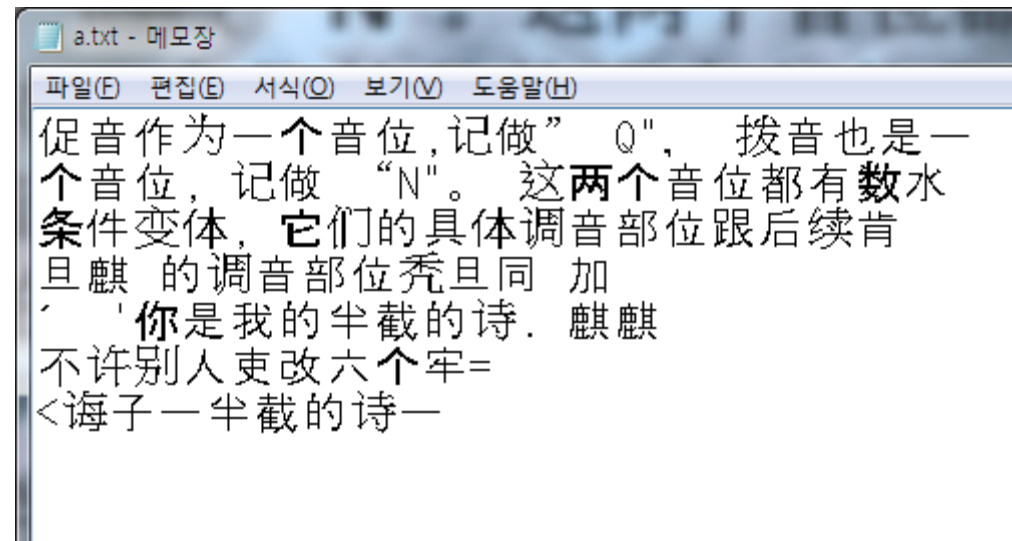 a.txt - 메모장
파일(F) 편집(E) 서식(O) 보기(V) 도움말(H)
促音作为一个音位,记做” Q", 拨音也是一
个音位, 记做 “N"。 这两个音位都有数水
条件变体, 它们的具体调音部位跟后续肯
旦麒 的调音部位秃旦同 加
´ '你是我的半截的诗. 麒麒
不许别人吏改六个牢=
<诲子一半截的诗一